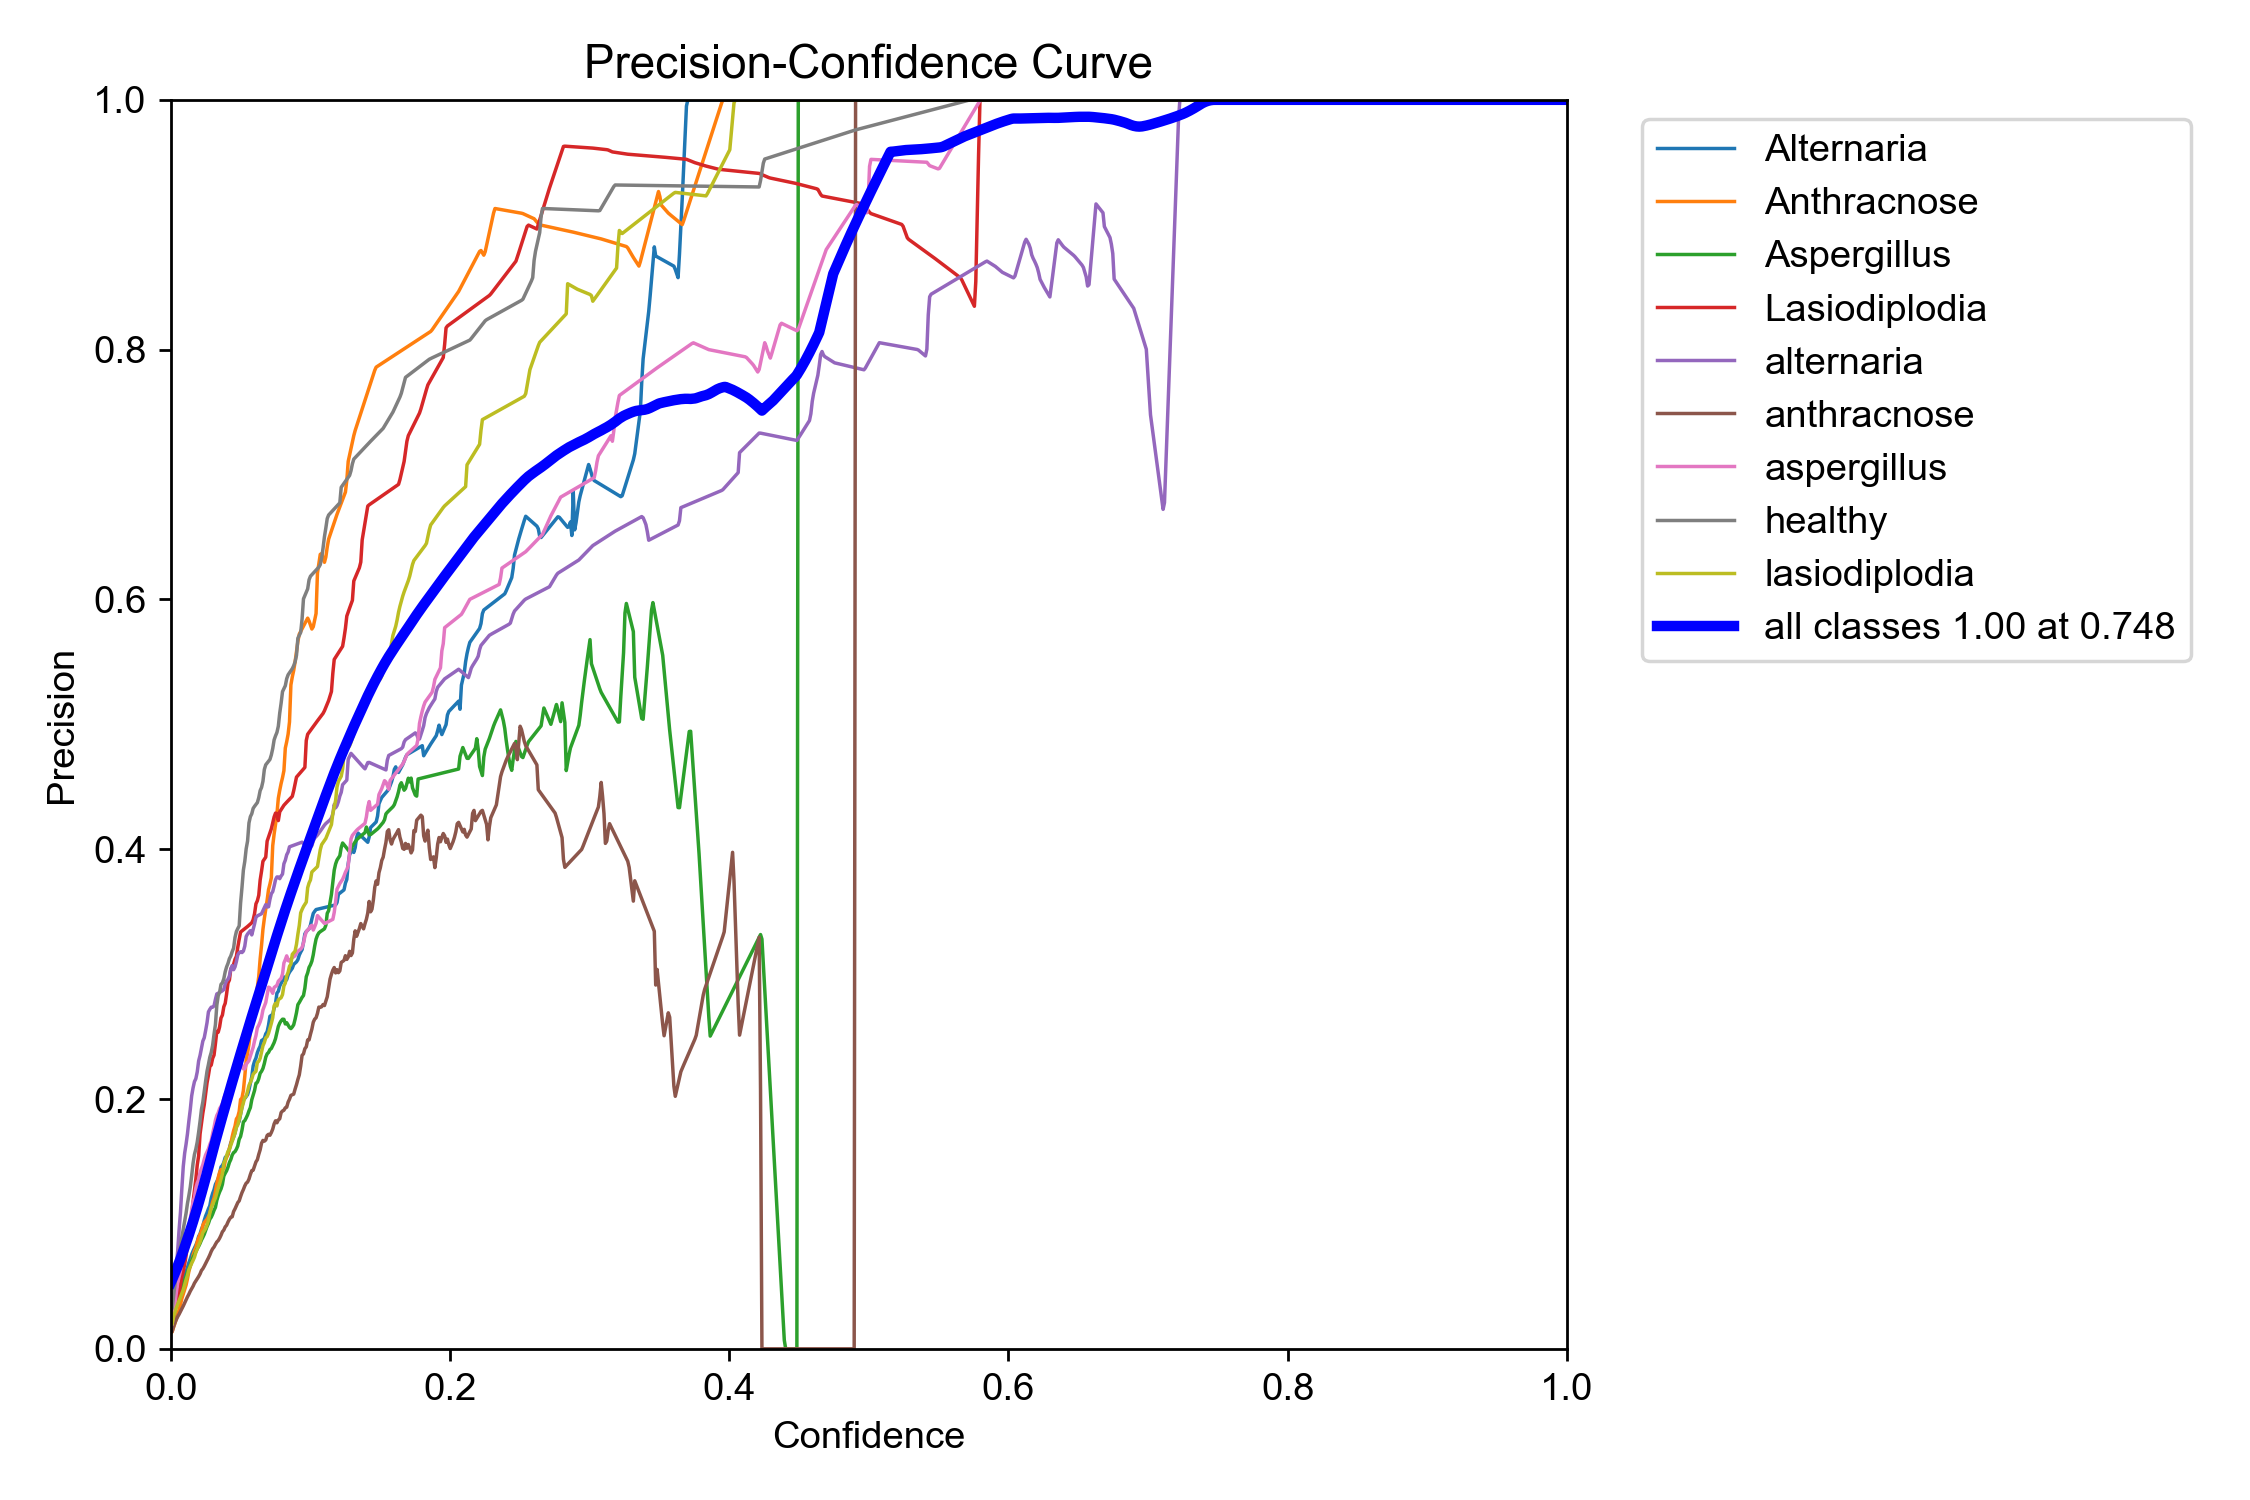 Precision-Confidence Curve
1.0
0.8
0.6
0.4
0.2
0.0
Precision
0.0 0.2 0.4 0.6 0.8 1.0
Confidence
Alternaria
Anthracnose
Aspergillus
Lasiodiplodia
alternaria
anthracnose
aspergillus
healthy
lasiodiplodia
all classes 1.00 at 0.748